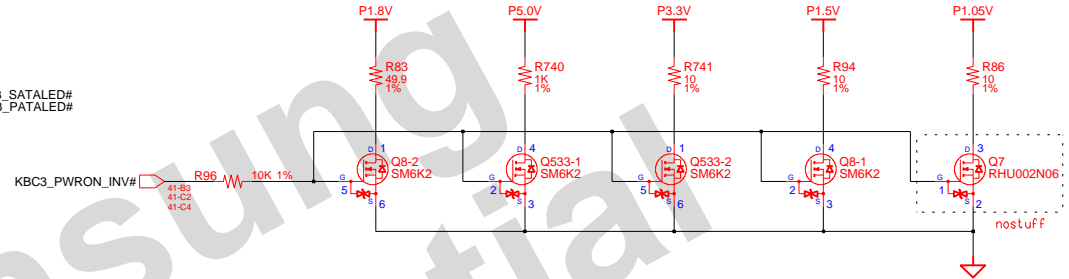 P1.8V P5.0V P3.3V P1.5V P1.05V
R83 R740 R741 R94 R86
49.9 1K 10 10 10
1% 1% 1% 1% 1%
_SATALED#
_PATALED#
D 1 D 4 D 1 D 4 D 3
Q8-2 Q533-1 Q533-2 Q8-1 Q7
SM6K2 SM6K2 SM6K2 SM6K2 RHU002N06
KBC3_PWRON_INV# R96 10K 1%
G G G G G
5 2 5 2 1
S S S S S
6 3 6 3 2
41-B3
41-C2
41-C4
nostuff
sung
tial